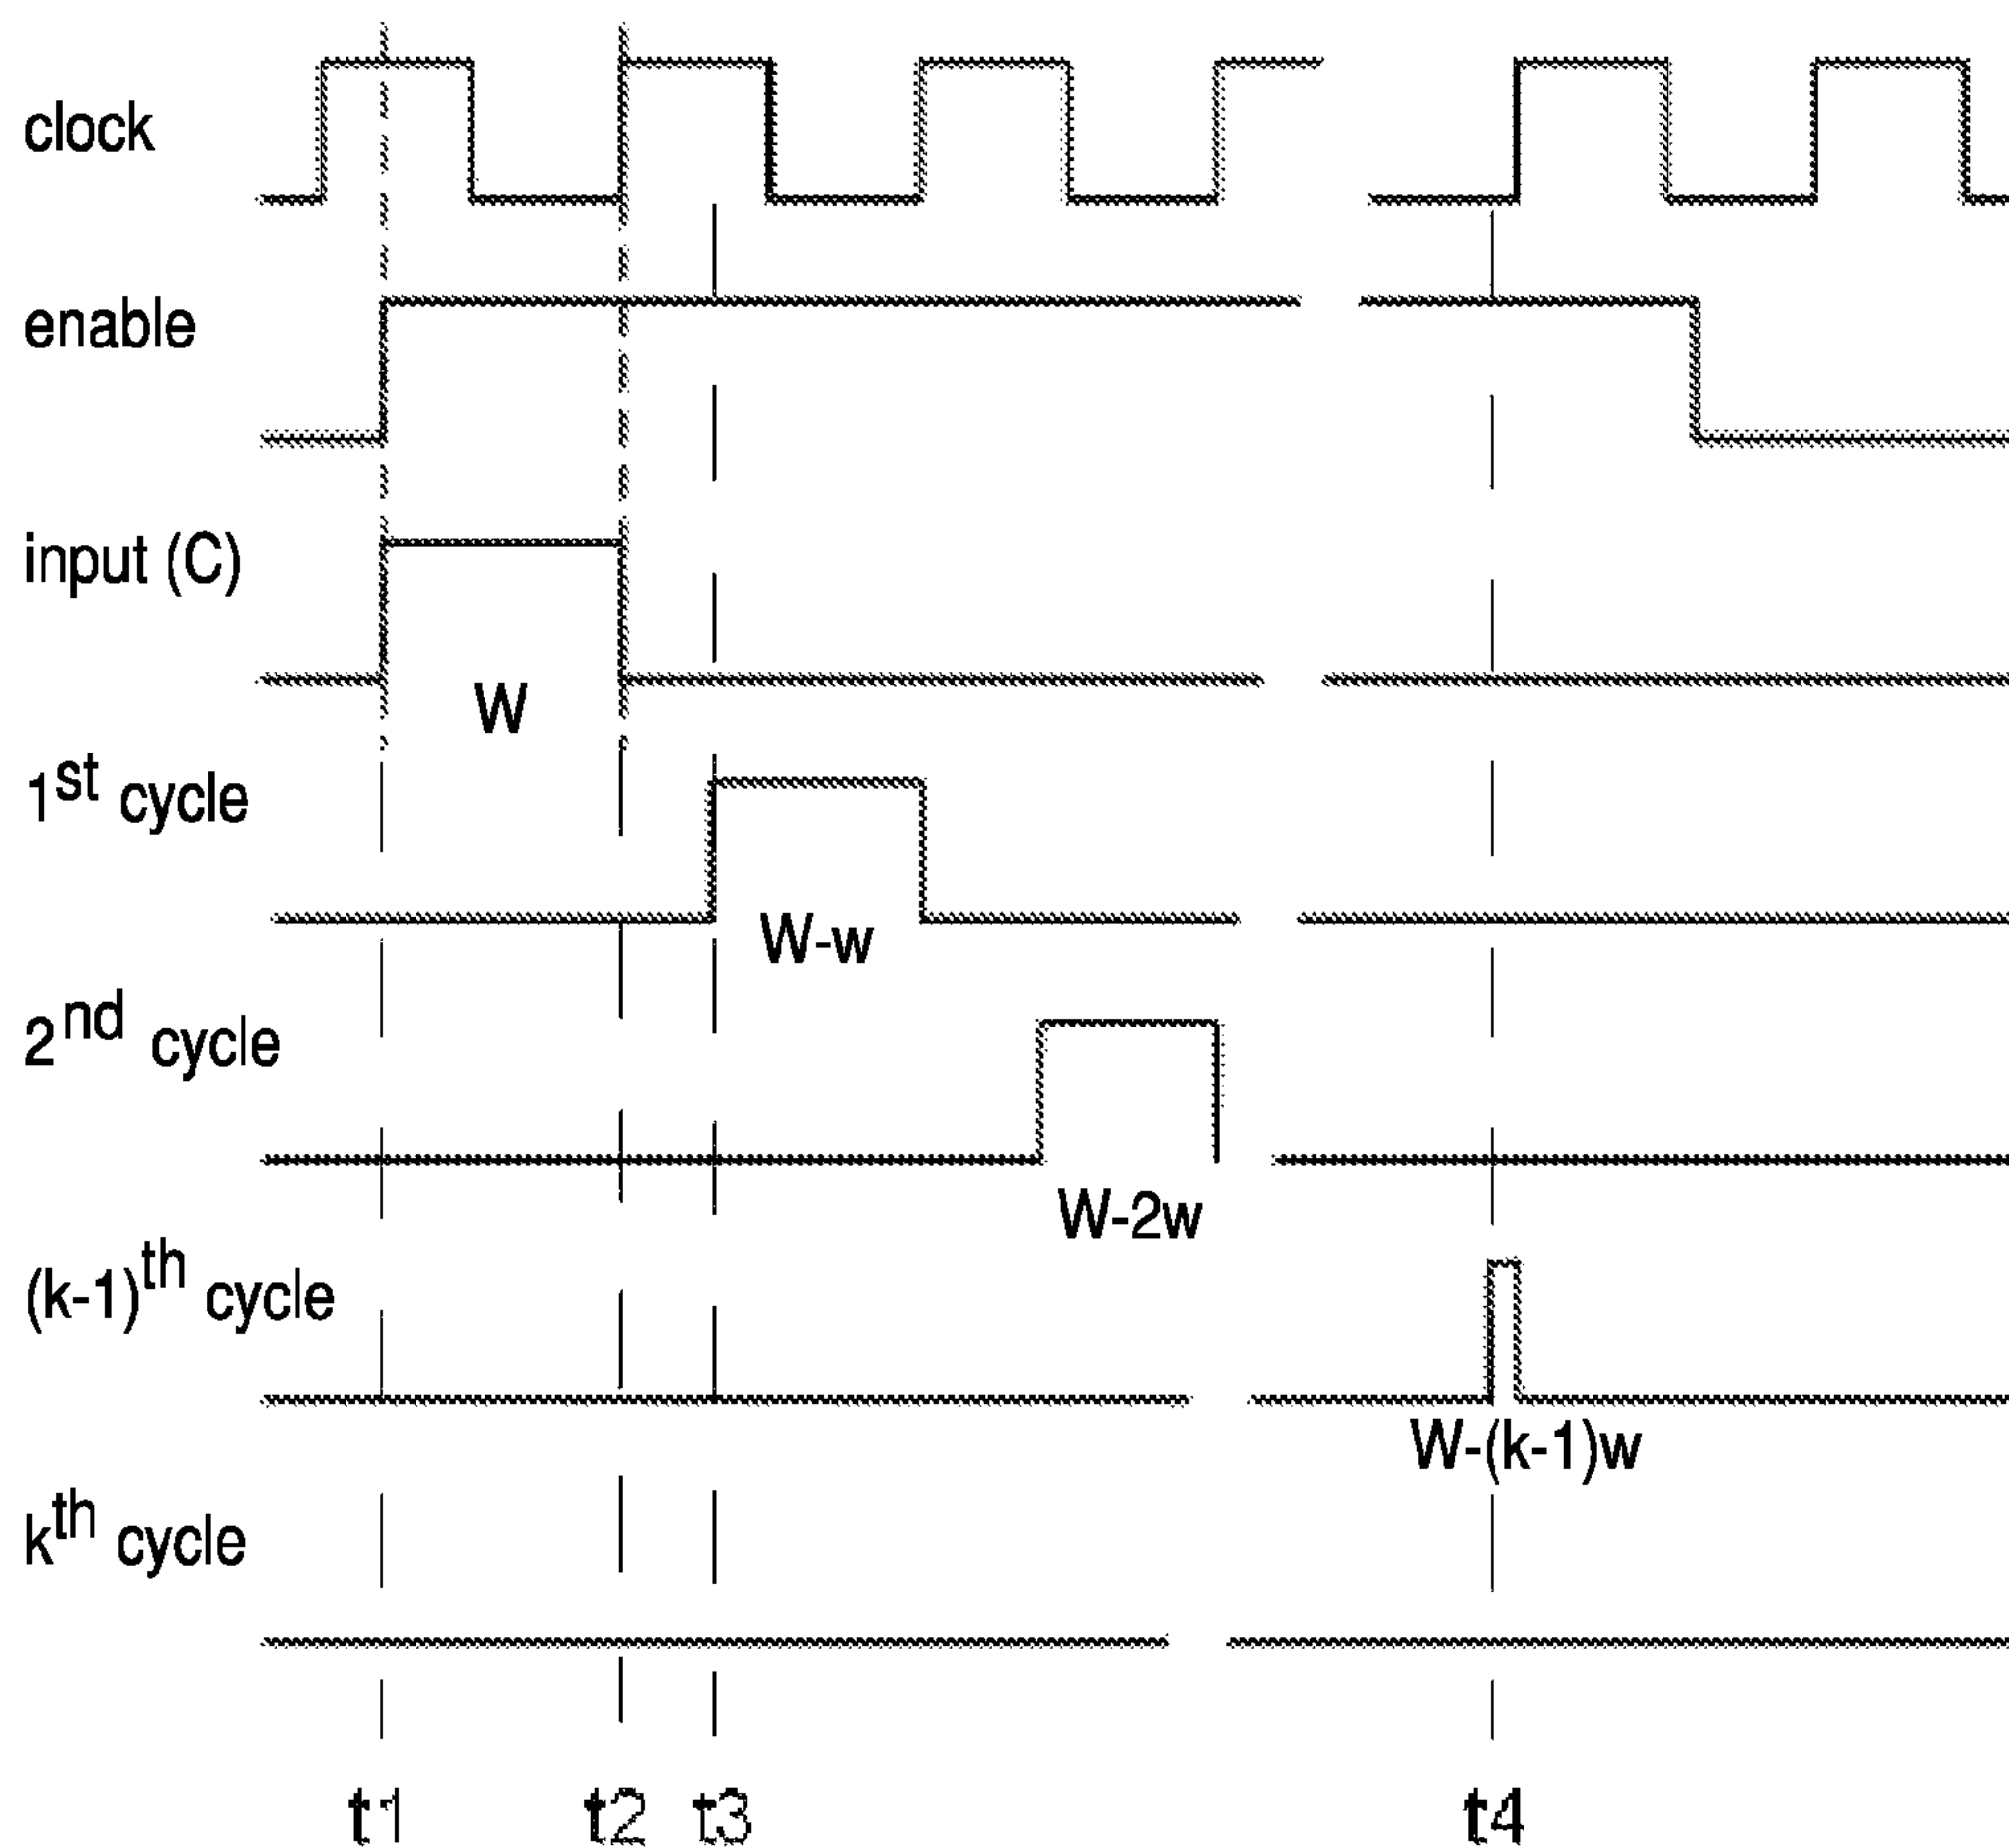 clock
enable
input (C)
W
1st cycle
W-w
2nd cycle
W-2w
(k-1)th cycle
W-(k-1)w
kth cycle
t1 t2 t3 t4